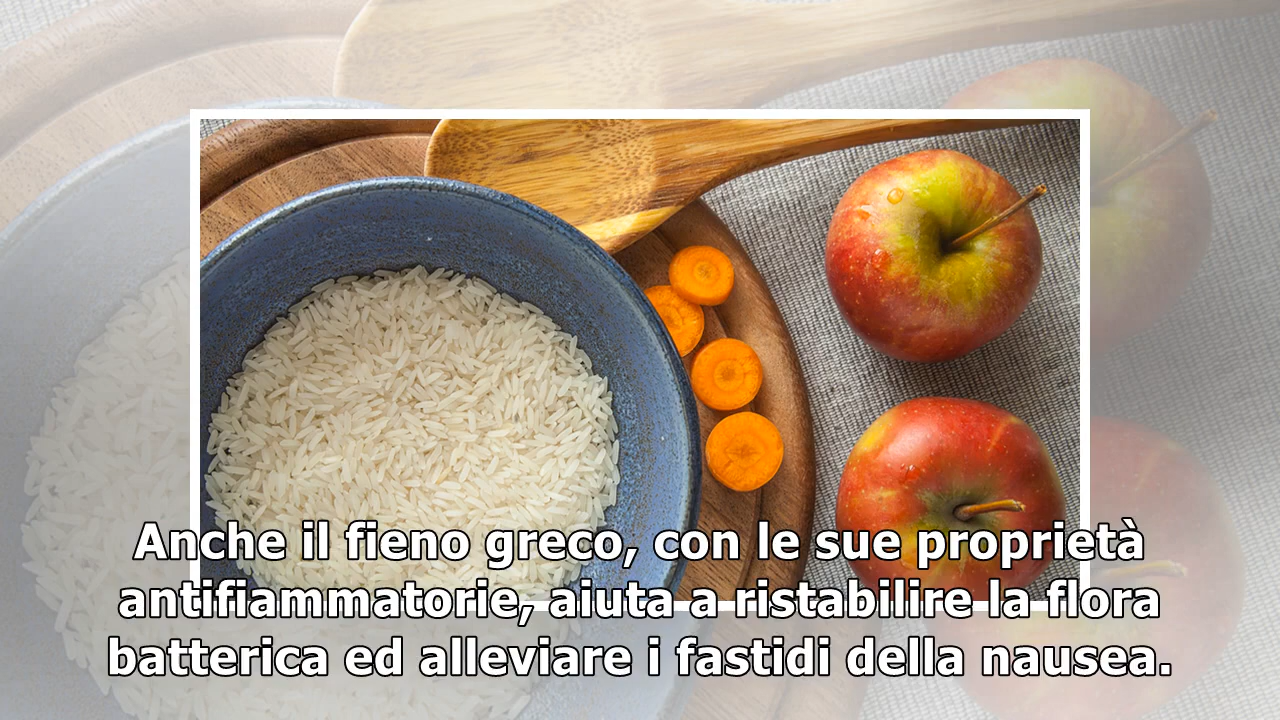 Anche il fieno greco, con le sue proprietà
antifiammatorie, aiuta a ristabilire la flora
batterica ed alleviare i fastidi della nausea.